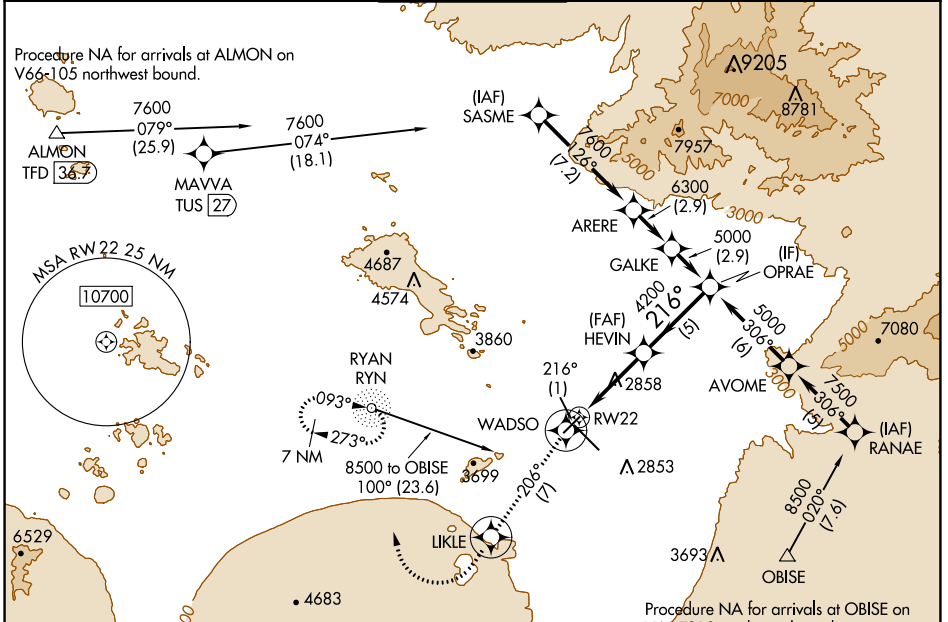 Procedure NA for arrivals at ALMON on
V66-105 northwest bound.
7600
079°
(25.9)
ALMON
TFD 36.7
7600
074°
(18.1)
MAVVA
TUS 27
(IAF)
SASME
7600
126°
(7.2)
9205
8781
7000
7957
5000
3000
ARERE
6300
(2.9)
GALKE
5000
(2.9)
(IF)
OPRAE
MSA RW22 25 NM
10700
4687
4574
3860
4200
216°
(5)
(FAF)
HEVIN
2858
5000
306°
(6)
5000
7080
AVOME
3000
7500
306°
(5)
(IAF)
RANAE
RYAN
RYN
093°
273°
7 NM
8500 to OBISE
100° (23.6)
3699
216°
(1)
WADSO
RW22
2853
206°
(7)
LIKLE
8500
020°
(7.6)
OBISE
3693
6529
4683
Procedure NA for arrivals at OBISE on